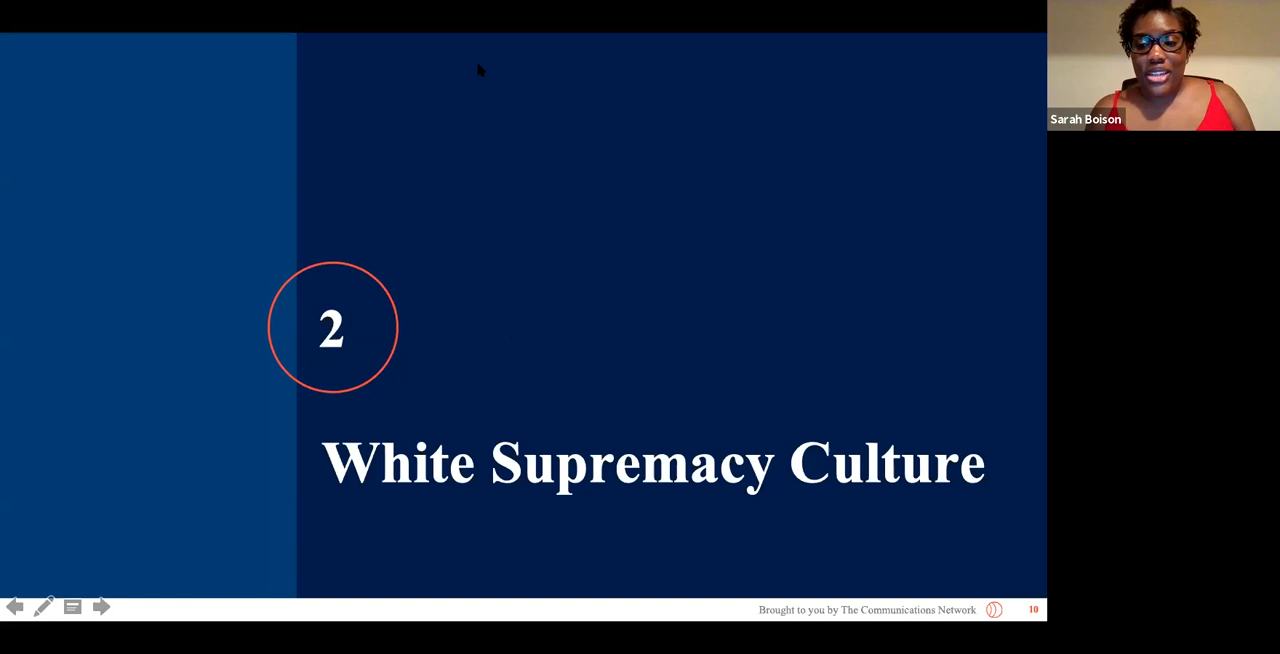 Sarah Boison
2
White Supremacy Culture
Brought to you by The Communications Network
10